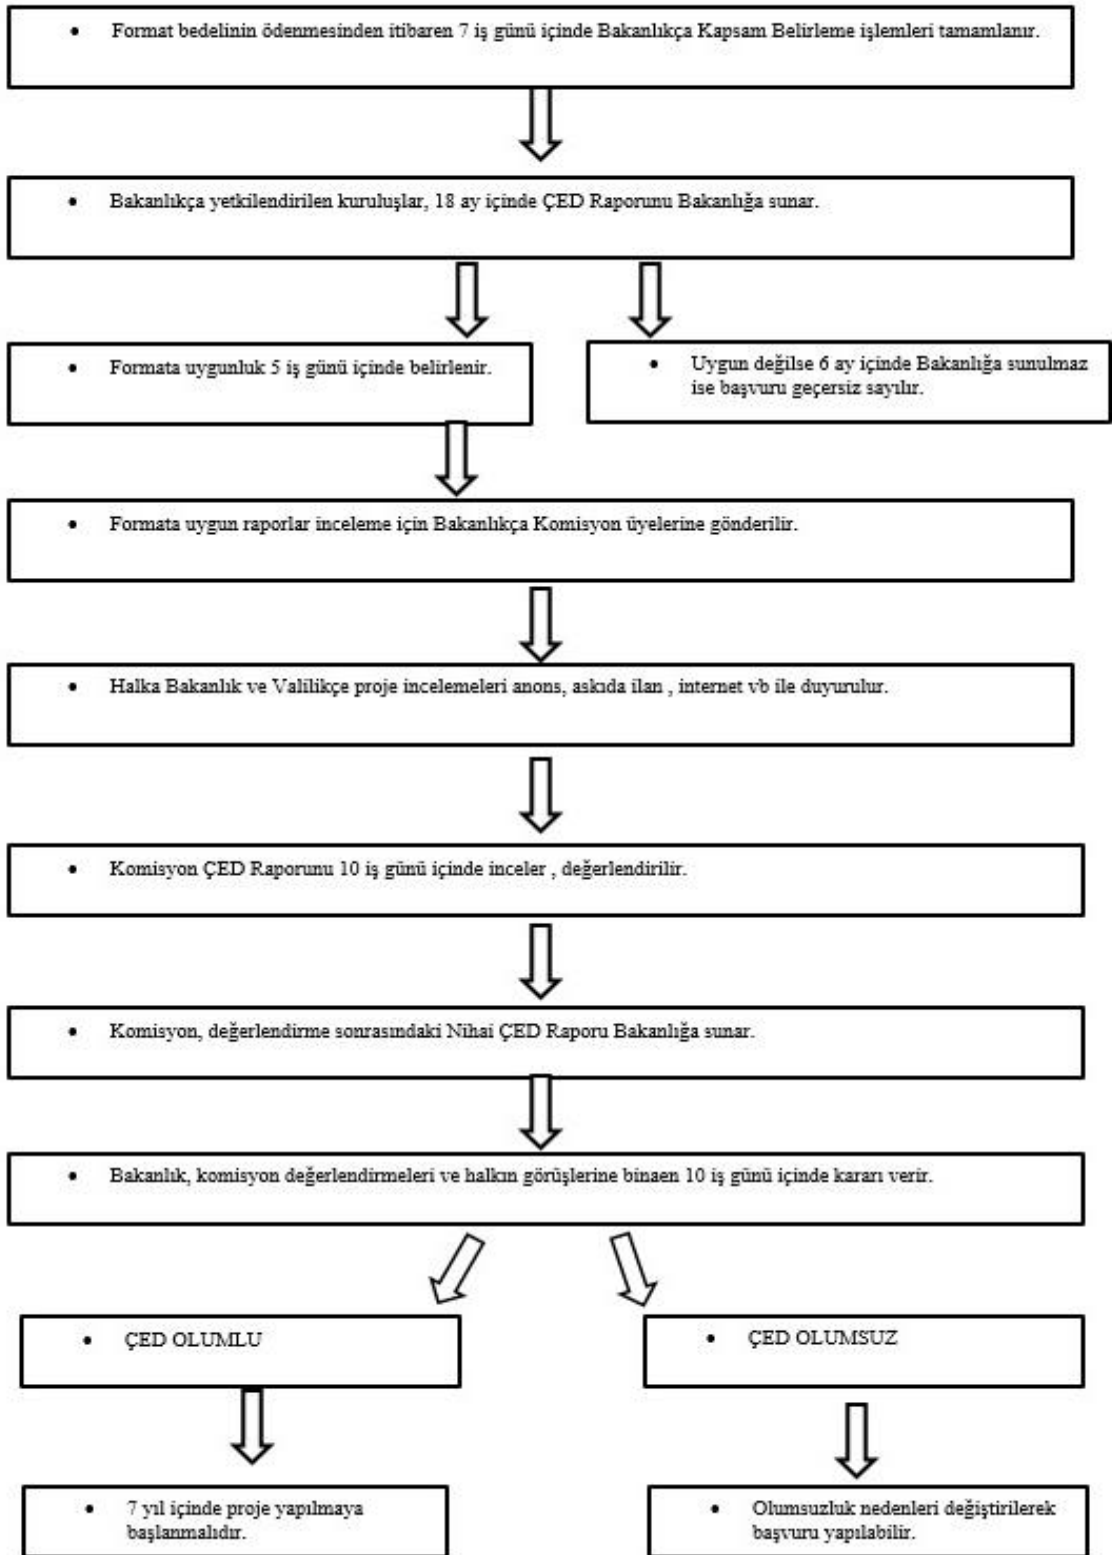 • Format bedelinin ödenmesinden itibaren 7 iş günü içinde Bakanlıkça Kapsam Belirleme işlemleri tamamlanır.
• Bakanlıkça yetkilendirilen kuruluşlar, 18 ay içinde ÇED Raporunu Bakanlığa sunar.
• Formata uygunluk 5 iş günü içinde belirlenir.
• Uygun değilse 6 ay içinde Bakanlığa sunulmaz
ise başvuru geçersiz sayılır.
• Formata uygun raporlar inceleme için Bakanlıkça Komisyon üyelerine gönderilir.
• Halka Bakanlık ve Valilikçe proje incelemeleri anons, askıda ilan , internet vb ile duyurulur.
• Komisyon ÇED Raporunu 10 iş günü içinde inceler , değerlendirilir.
• Komisyon, değerlendirme sonrasındaki Nihai ÇED Raporu Bakanlığa sunar.
• Bakanlık, komisyon değerlendirmeleri ve halkın görüşlerine binaen 10 iş günü içinde kararı verir.
• ÇED OLUMLU
• ÇED OLUMSUZ
• 7 yıl içinde proje yapılmaya
başlanmalıdır.
• Olumsuzluk nedenleri değiştirilerek
başvuru yapılabilir.